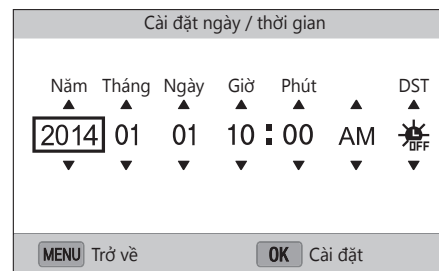 Cài đặt ngày / thời gian
Năm Tháng Ngày Giờ Phút DST
2014 01 01 10:00 AM OFF
MENU Trở về OK Cài đặt